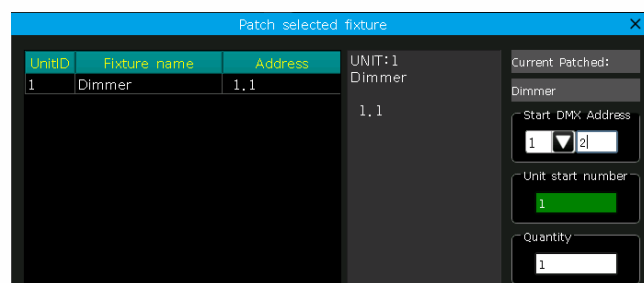 Patch selected fixture
UnitID Fixture name Address
1 Dimmer 1.1
UNIT:1
Dimmer
1.1
Current Patched:
Dimmer
Start DMX Address
1 2
Unit start number
1
Quantity
1